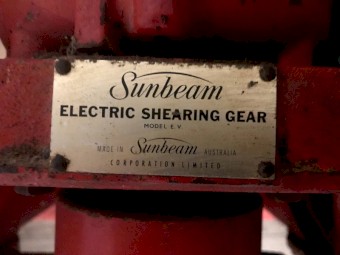 Sunbeam
ELECTRIC SHEARING GEAR
MODEL E.V.
MADE IN Sunbeam AUSTRALIA
CORPORATION LIMITED